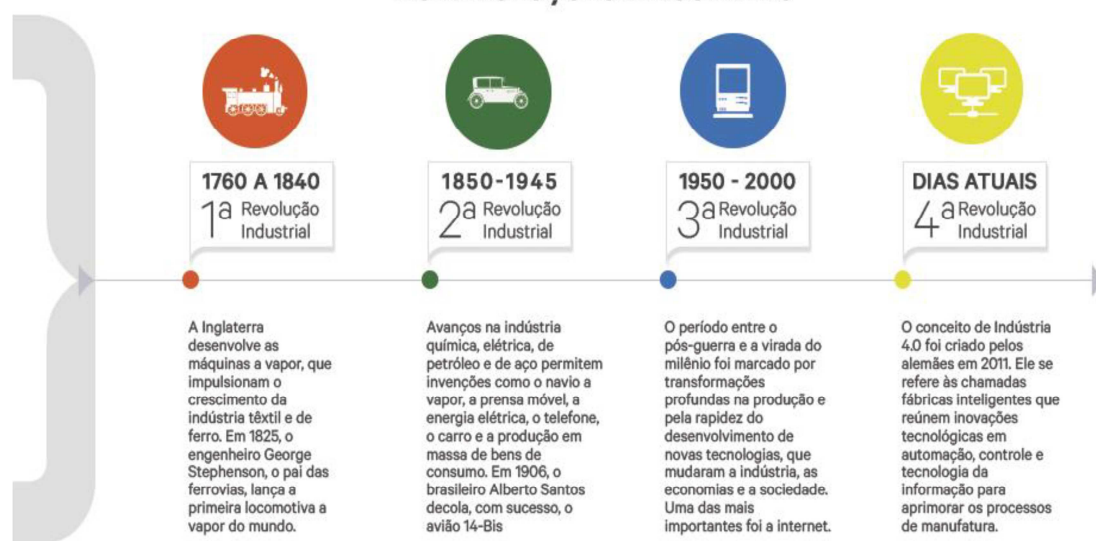 1760 A 1840
1ª Revolução
Industrial
A Inglaterra
desenvolve as
máquinas a vapor, que
impulsionam o
crescimento da
indústria têxtil e de
ferro. Em 1825, o
engenheiro George
Stephenson, o pai das
ferrovias, lança a
primeira locomotiva a
vapor do mundo.
1850-1945
2ª Revolução
Industrial
Avanços na indústria
química, elétrica, de
petróleo e de aço permitem
invenções como o navio a
vapor, a prensa móvel, a
energia elétrica, o telefone,
o carro e a produção em
massa de bens de
consumo. Em 1906, o
brasileiro Alberto Santos
decola, com sucesso, o
avião 14-Bis
1950 - 2000
3ª Revolução
Industrial
O período entre o
pós-guerra e a virada do
milênio foi marcado por
transformações
profundas na produção e
pela rapidez do
desenvolvimento de
novas tecnologias, que
mudaram a indústria, as
economias e a sociedade.
Uma das mais
importantes foi a internet.
DIAS ATUAIS
4ª Revolução
Industrial
O conceito de Indústria
4.0 foi criado pelos
alemães em 2011. Ele se
refere às chamadas
fábricas inteligentes que
reúnem inovações
tecnológicas em
automação, controle e
tecnologia da
informação para
aprimorar os processos
de manufatura.